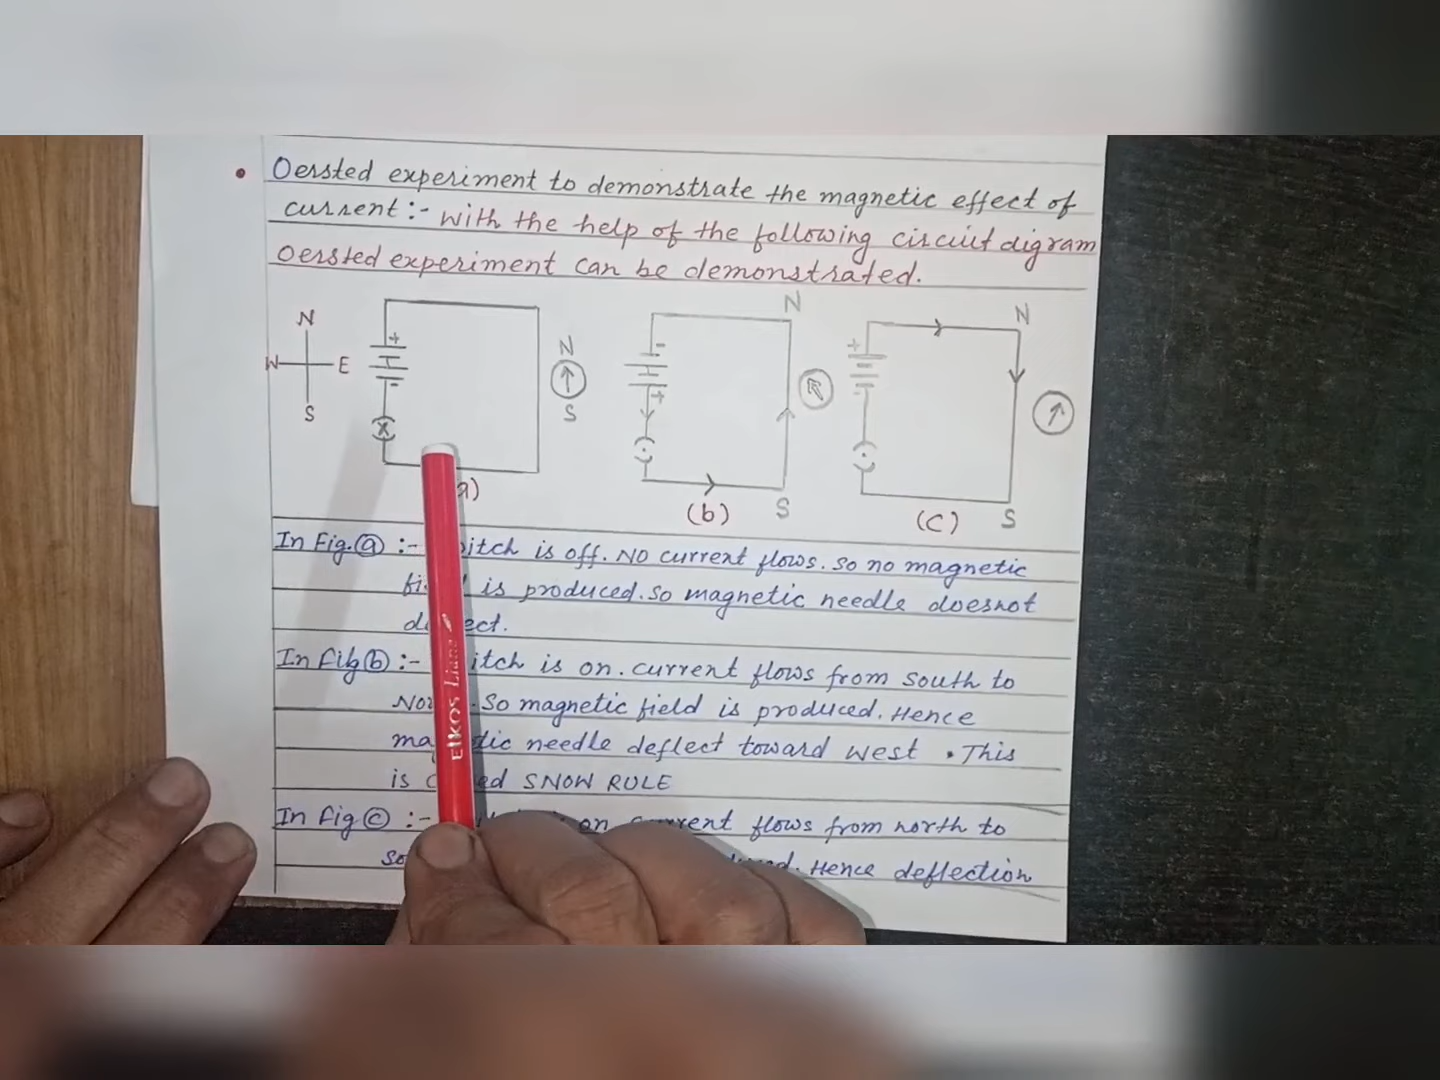 Oersted experiment to demonstrate the magnetic effect of
current:- With the help of the following circuit digram
Oersted experiment can be demonstrated.
N
W E
S
+
-
N
S
a)
N
-
+
S
(b)
N
+
-
S
(c)
In Fig.(a) :- itch is off. No current flows. So no magnetic
is produced. So magnetic needle doesnot
ect.
In Fig(b) :- itch is on. current flows from south to
So magnetic field is produced. Hence
needle deflect toward west. This
is SNOW RULE
In Fig(c) :- on current flows from north to
Hence deflection
Elkos Liane